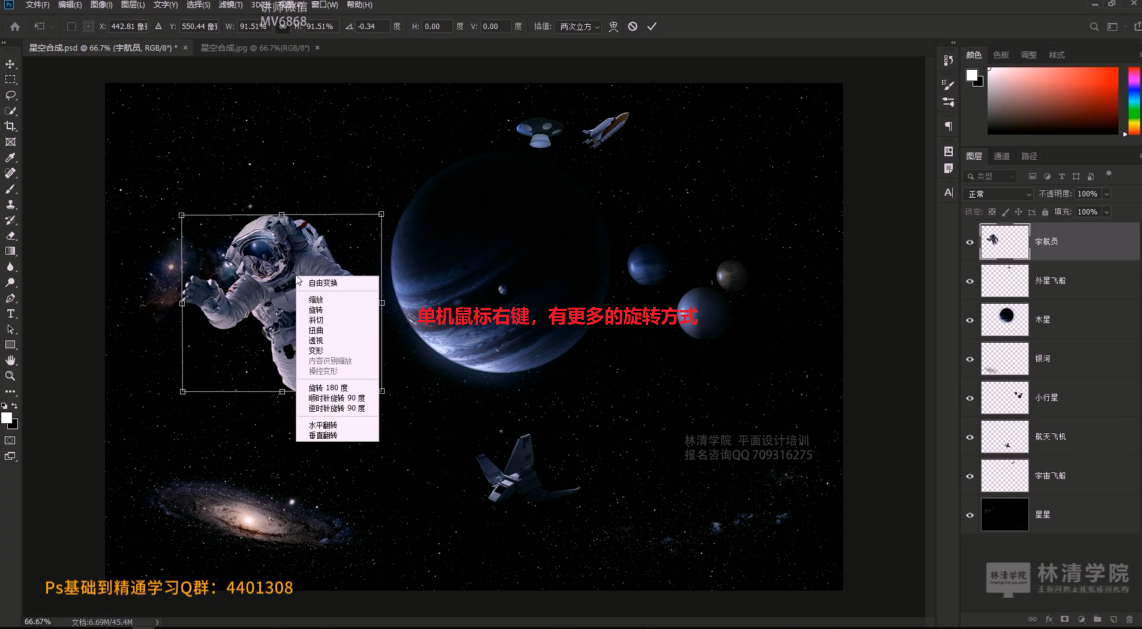 文件(F) 编辑(E) 图像(I) 图层(L) 文字(Y) 选择(S) 滤镜(T) 窗口(W) 帮助(H)
讲师微信
MV6868
X: 442.81 像 Y: 550.44 像 W: 91.51% H: 91.51% -0.34 度 H: 0.00 度 V: 0.00 度 插值: 两次立方
星空合成.psd @ 66.7% (宇航员, RGB/8*) * × 星空合成.jpg @ 66.7%(RGB/8*) ×
颜色 色板 调整 样式
图层 通道 路径
类型
正常 不透明度: 100%
锁定: 填充: 100%
宇航员
外星飞船
木星
银河
小行星
航天飞机
宇宙飞船
星星
自由变换
缩放
旋转
斜切
扭曲
透视
变形
内容识别缩放
操控变形
旋转 180 度
顺时针旋转 90 度
逆时针旋转 90 度
水平翻转
垂直翻转
单机鼠标右键，有更多的旋转方式
林清学院 平面设计培训
报名咨询QQ 709316275
Ps基础到精通学习Q群：4401308
林清学院
林清学院
互联网职业技能培训机构
66.67% 文档:6.69M/45.4M